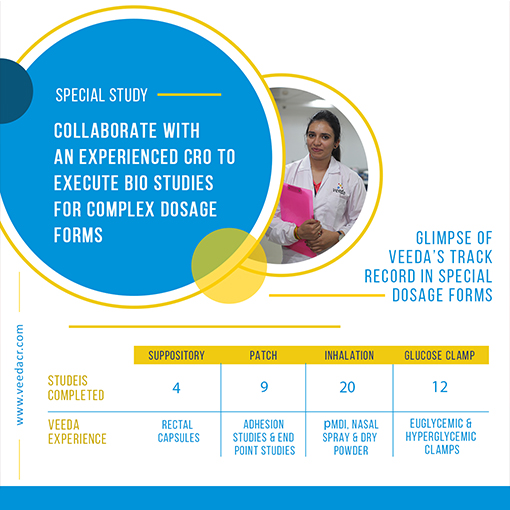 SPECIAL STUDY
COLLABORATE WITH
AN EXPERIENCED CRO TO
EXECUTE BIO STUDIES
FOR COMPLEX DOSAGE
FORMS
GLIMPSE OF
VEEDA'S TRACK
RECORD IN SPECIAL
DOSAGE FORMS
www.veedacr.com
SUPPOSITORY PATCH INHALATION GLUCOSE CLAMP
STUDEIS
COMPLETED
4 9 20 12
VEEDA
EXPERIENCE
RECTAL
CAPSULES
ADHESION
STUDIES & END
POINT STUDIES
pMDI, NASAL
SPRAY & DRY
POWDER
EUGLYCEMIC &
HYPERGLYCEMIC
CLAMPS